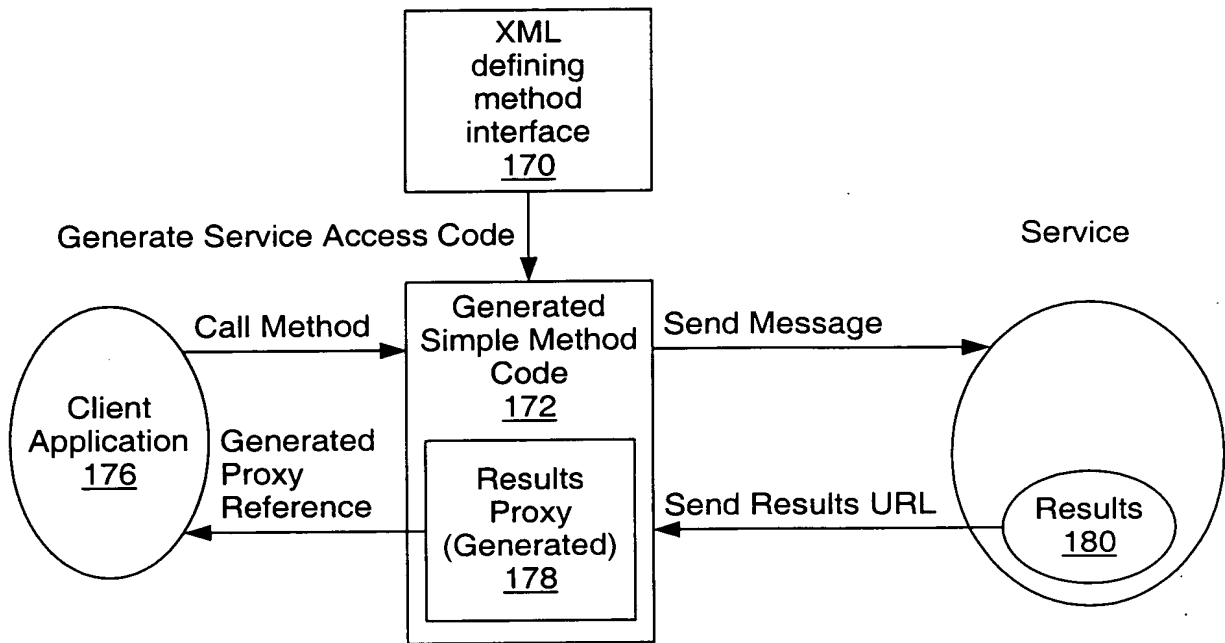 XML
defining
method
interface
170
Generate Service Access Code
Service
Generated
Simple Method
Code
172
Call Method
Send Message
Client
Application
176
Generated
Proxy
Reference
Results
Proxy
(Generated)
178
Send Results URL
Results
180